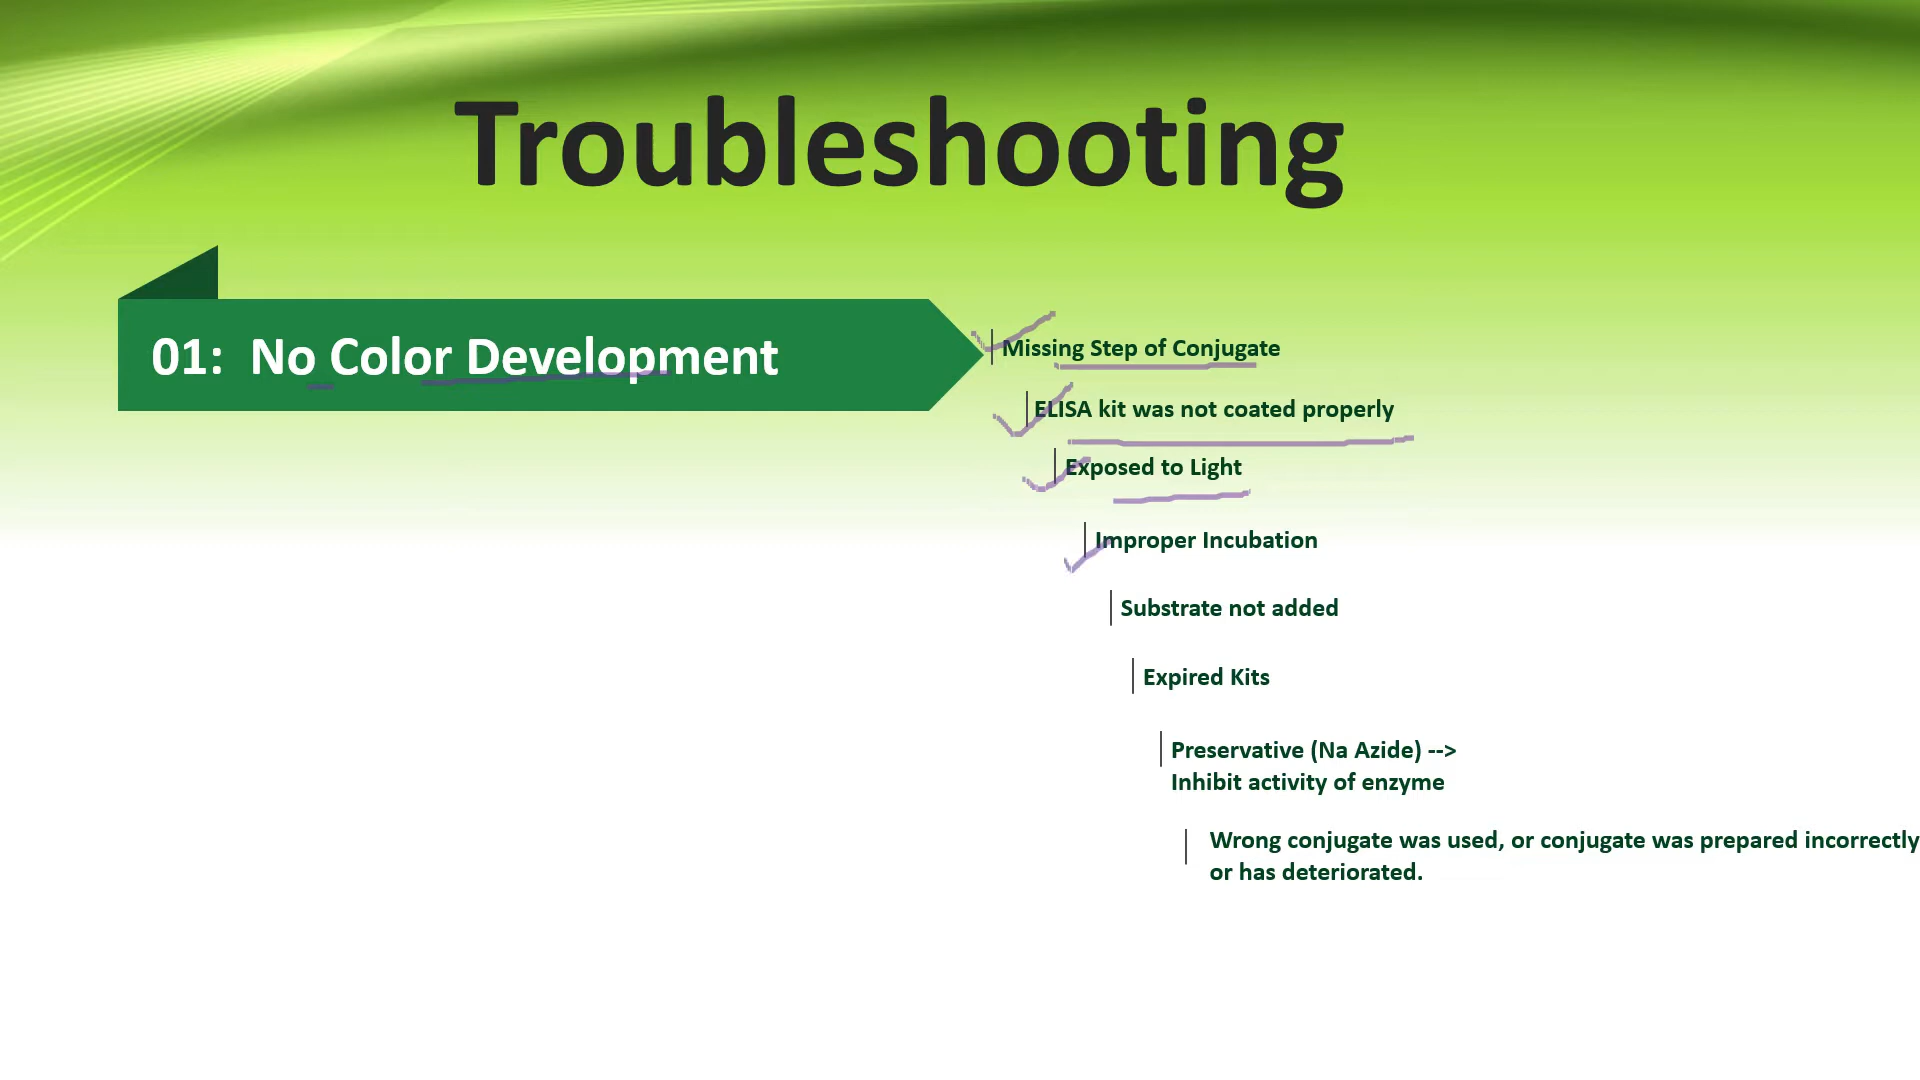 Troubleshooting
01: No Color Development
Missing Step of Conjugate
ELISA kit was not coated properly
Exposed to Light
Improper Incubation
Substrate not added
Expired Kits
Preservative (Na Azide) -->
Inhibit activity of enzyme
Wrong conjugate was used, or conjugate was prepared incorrectly
or has deteriorated.